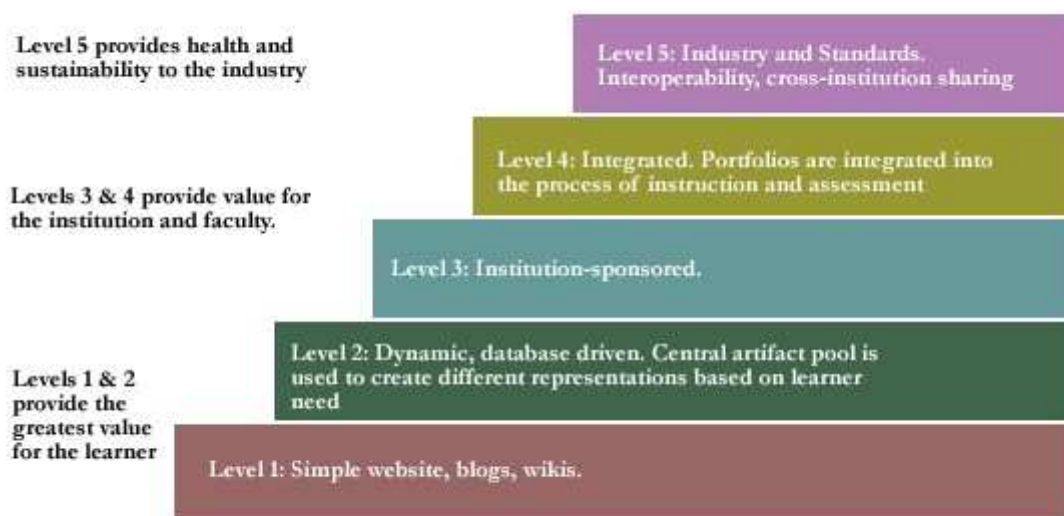 Level 5 provides health and
sustainability to the industry
Level 5: Industry and Standards.
Interoperability, cross-institution sharing
Level 4: Integrated. Portfolios are integrated into
the process of instruction and assessment
Levels 3 & 4 provide value for
the institution and faculty.
Level 3: Institution-sponsored.
Level 2: Dynamic, database driven. Central artifact pool is
used to create different representations based on learner
need
Levels 1 & 2
provide the
greatest value
for the learner
Level 1: Simple website, blogs, wikis.